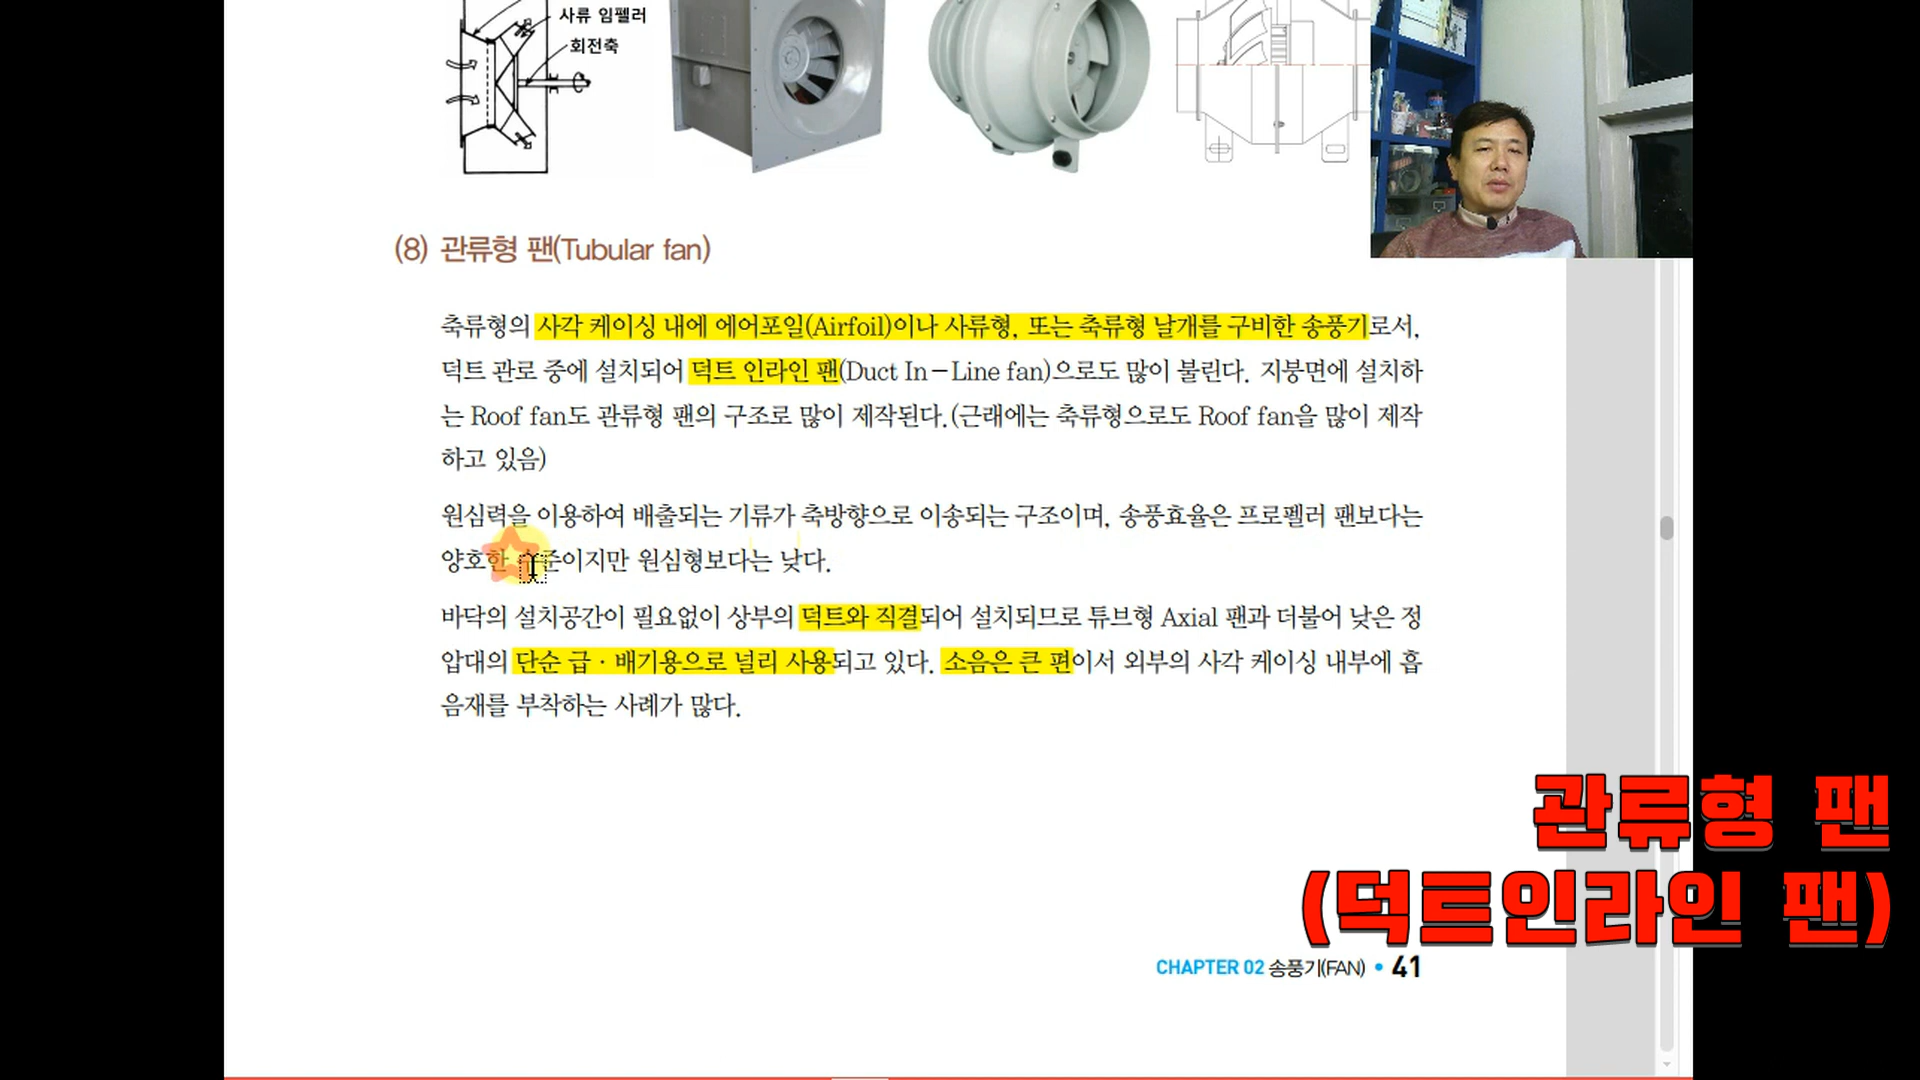 사류 임펠러
회전축
(8) 관류형 팬(Tubular fan)
축류형의 사각 케이싱 내에 에어포일(Airfoil)이나 사류형, 또는 축류형 날개를 구비한 송풍기로서,
덕트 관로 중에 설치되어 덕트 인라인 팬(Duct In-Line fan)으로도 많이 불린다. 지붕면에 설치하
는 Roof fan도 관류형 팬의 구조로 많이 제작된다.(근래에는 축류형으로도 Roof fan을 많이 제작
하고 있음)
원심력을 이용하여 배출되는 기류가 축방향으로 이송되는 구조이며, 송풍효율은 프로펠러 팬보다는
양호한 수준이지만 원심형보다는 낮다.
바닥의 설치공간이 필요없이 상부의 덕트와 직결되어 설치되므로 튜브형 Axial 팬과 더불어 낮은 정
압대의 단순 급·배기용으로 널리 사용되고 있다. 소음은 큰 편이서 외부의 사각 케이싱 내부에 흡
음재를 부착하는 사례가 많다.
관류형 팬
(덕트인라인 팬)
CHAPTER 02 송풍기(FAN) • 41